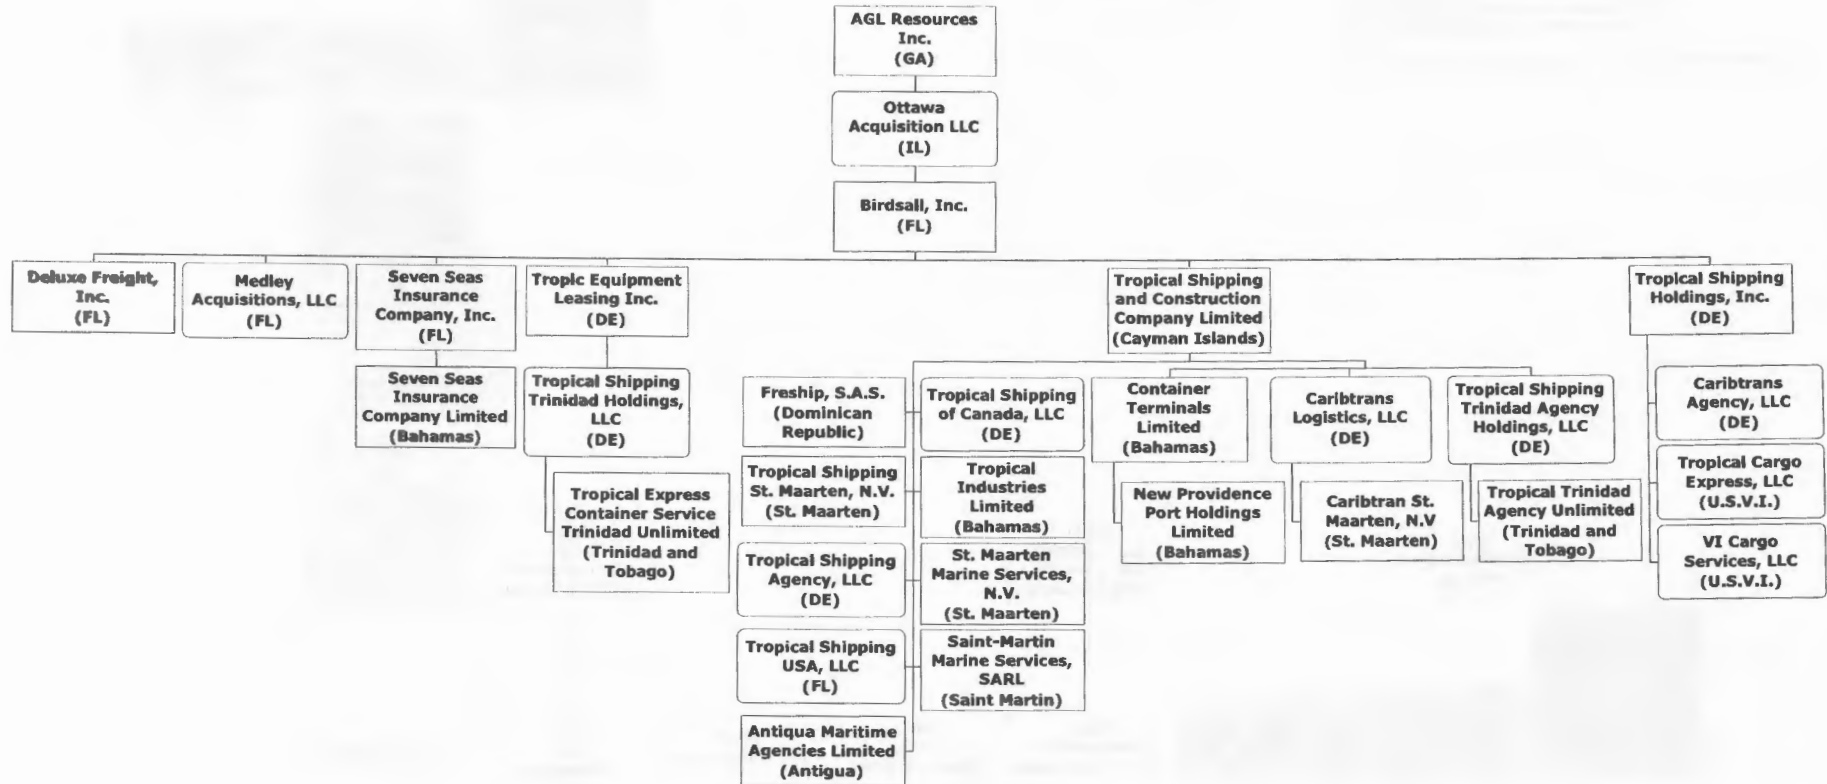 AGL Resources
Inc.
(GA)
Ottawa
Acquisition LLC
(IL)
Birdsall, Inc.
(FL)
Deluxe Freight,
Inc.
(FL)
Medley
Acquisitions, LLC
(FL)
Seven Seas
Insurance
Company, Inc.
(FL)
Tropic Equipment
Leasing Inc.
(DE)
Tropical Shipping
and Construction
Company Limited
(Cayman Islands)
Tropical Shipping
Holdings, Inc.
(DE)
Seven Seas
Insurance
Company Limited
(Bahamas)
Tropical Shipping
Trinidad Holdings,
LLC
(DE)
Tropical Express
Container Service
Trinidad Unlimited
(Trinidad and
Tobago)
Freship, S.A.S.
(Dominican
Republic)
Tropical Shipping
of Canada, LLC
(DE)
Tropical Shipping
St. Maarten, N.V.
(St. Maarten)
Tropical
Industries
Limited
(Bahamas)
Tropical Shipping
Agency, LLC
(DE)
St. Maarten
Marine Services,
N.V.
(St. Maarten)
Tropical Shipping
USA, LLC
(FL)
Saint-Martin
Marine Services,
SARL
(Saint Martin)
Antiqua Maritime
Agencies Limited
(Antigua)
Container
Terminals
Limited
(Bahamas)
New Providence
Port Holdings
Limited
(Bahamas)
Caribtrans
Logistics, LLC
(DE)
Caribtran St.
Maarten, N.V
(St. Maarten)
Tropical Shipping
Trinidad Agency
Holdings, LLC
(DE)
Tropical Trinidad
Agency Unlimited
(Trinidad and
Tobago)
Caribtrans
Agency, LLC
(DE)
Tropical Cargo
Express, LLC
(U.S.V.I.)
VI Cargo
Services, LLC
(U.S.V.I.)